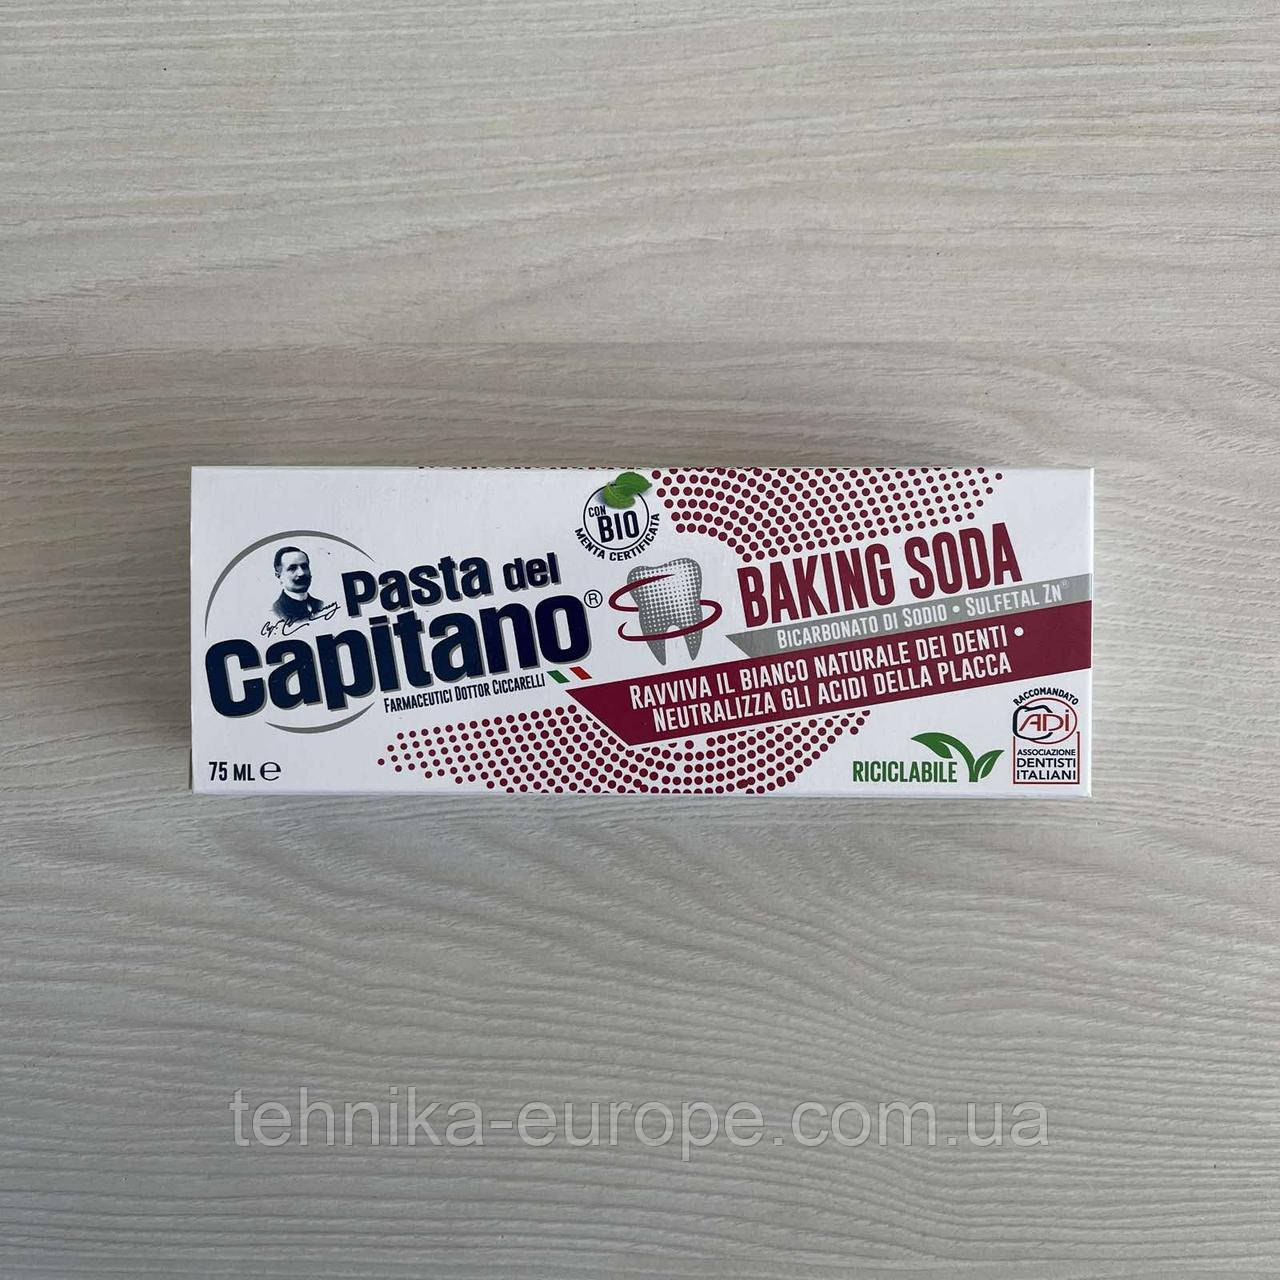 CON
BIO
MENTA CERTIFICATA
Pasta del
Capitano®
FARMACEUTICI DOTTOR CICCARELLI
75 ML ℮
BAKING SODA
BICARBONATO DI SODIO • SULFETAL ZN®
RAVVIVA IL BIANCO NATURALE DEI DENTI •
NEUTRALIZZA GLI ACIDI DELLA PLACCA
RICICLABILE
RACCOMANDATO
ADI
ASSOCIAZIONE
DENTISTI
ITALIANI
tehnika-europe.com.ua